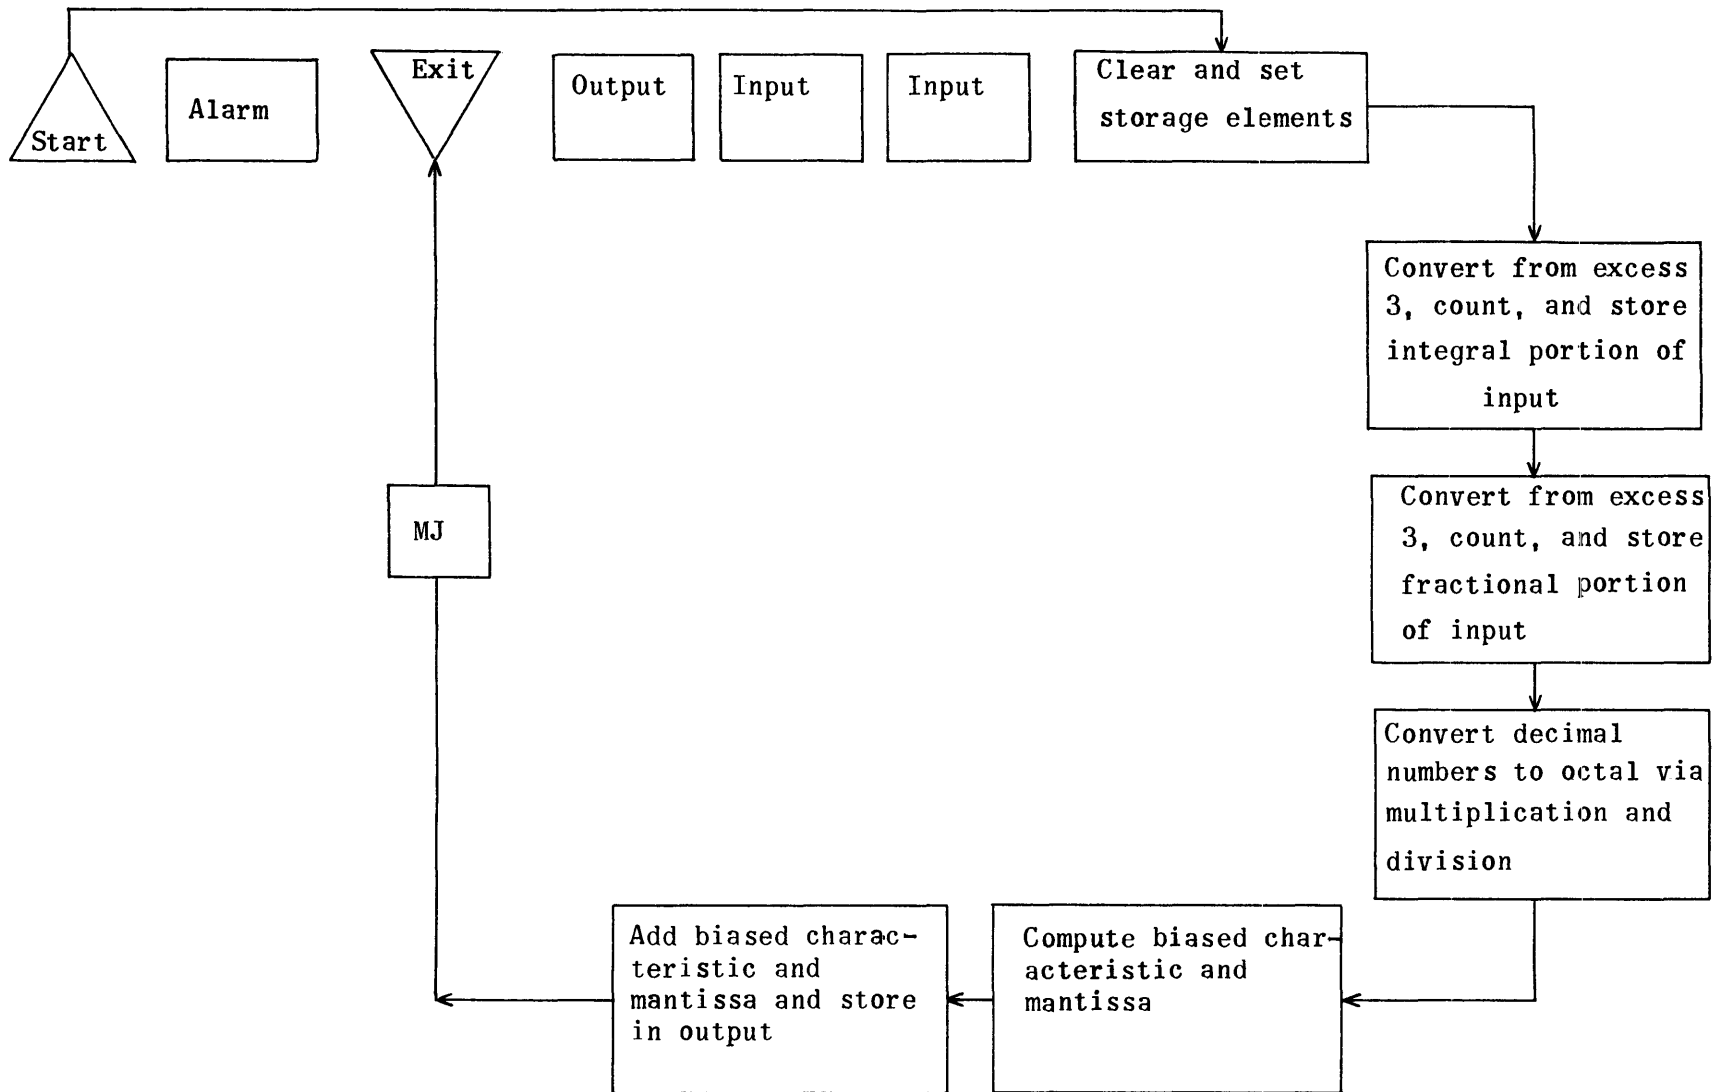 Start
Alarm
Exit
Output
Input
Input
Clear and set
storage elements
Convert from excess
3, count, and store
integral portion of
input
Convert from excess
3, count, and store
fractional portion
of input
Convert decimal
numbers to octal via
multiplication and
division
Compute biased char-
acteristic and
mantissa
Add biased charac-
teristic and
mantissa and store
in output
MJ